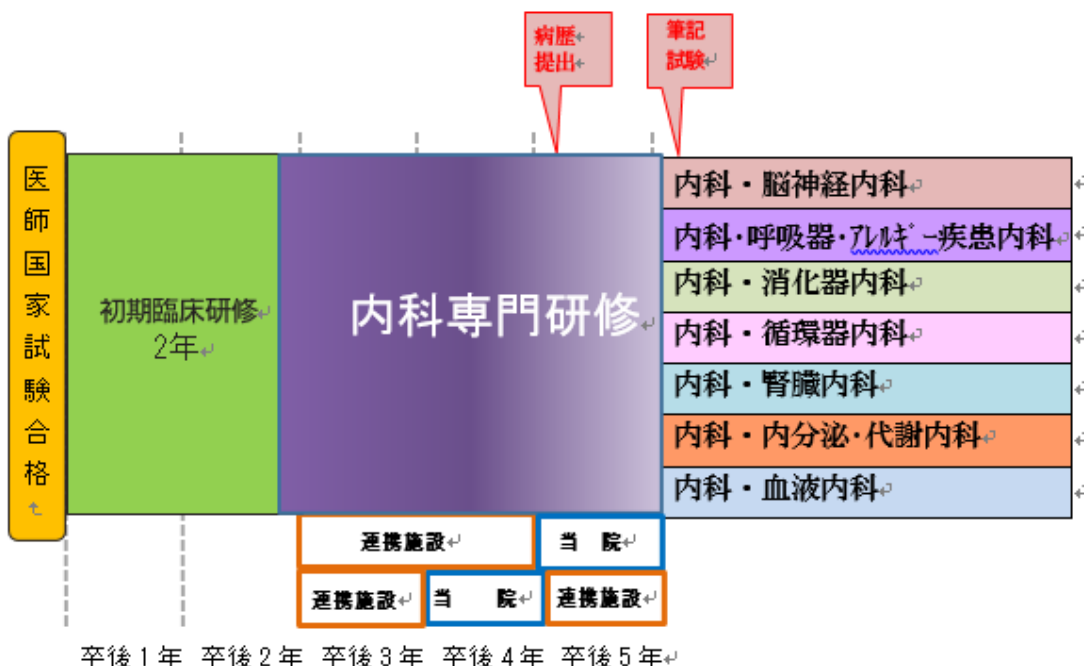 病歴
提出
筆記
試験
医師国家試験合格
初期臨床研修
2年
内科専門研修
内科・脳神経内科
内科・呼吸器・ｱﾚﾙｷﾞｰ疾患内科
内科・消化器内科
内科・循環器内科
内科・腎臓内科
内科・内分泌・代謝内科
内科・血液内科
連携施設
当　院
連携施設
当　　院
連携施設
卒後１年 卒後２年 卒後３年 卒後４年 卒後５年